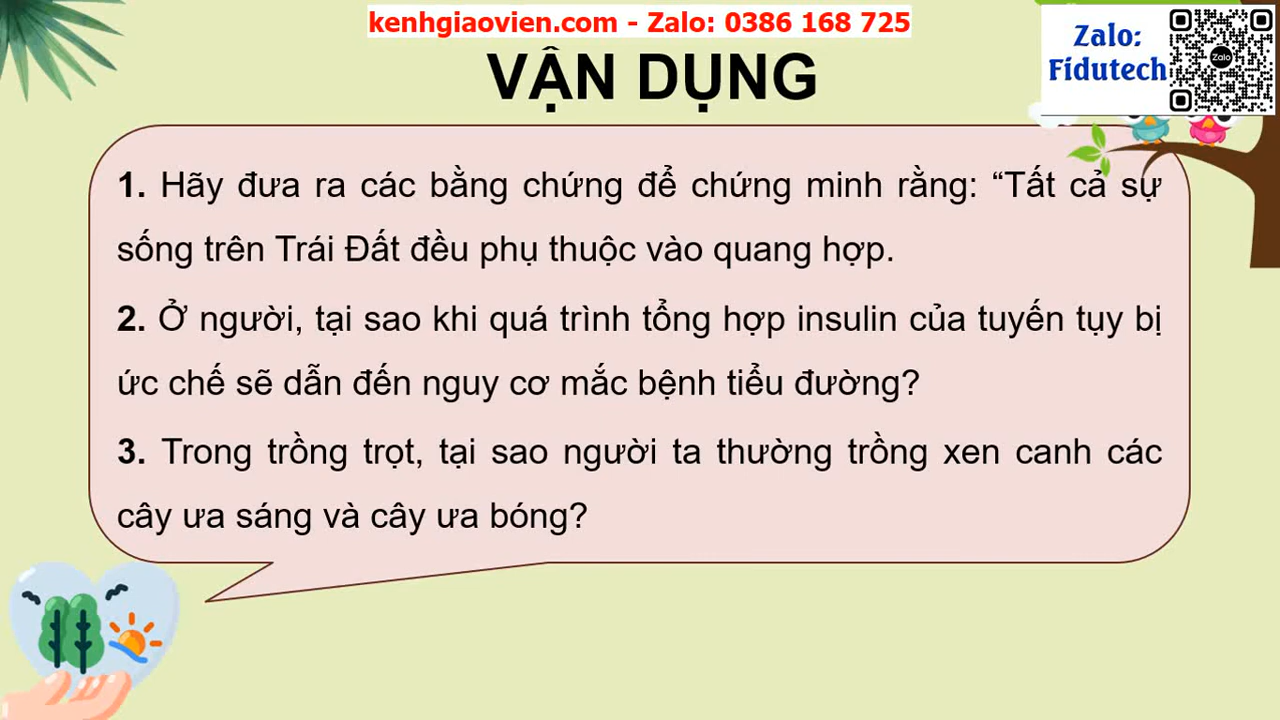 kenhgiaovien.com - Zalo: 0386 168 725
Zalo:
Fidutech
Zalo
VẬN DỤNG
1. Hãy đưa ra các bằng chứng để chứng minh rằng: “Tất cả sự
sống trên Trái Đất đều phụ thuộc vào quang hợp.
2. Ở người, tại sao khi quá trình tổng hợp insulin của tuyến tụy bị
ức chế sẽ dẫn đến nguy cơ mắc bệnh tiểu đường?
3. Trong trồng trọt, tại sao người ta thường trồng xen canh các
cây ưa sáng và cây ưa bóng?